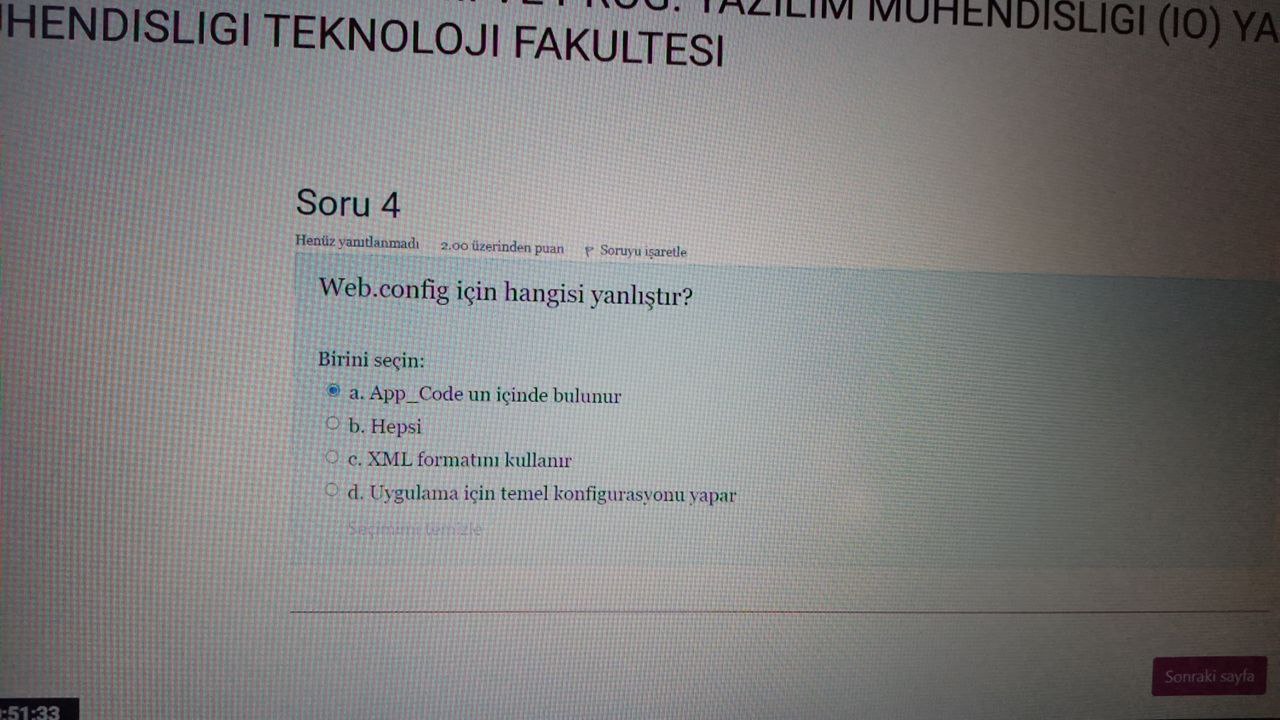 YAZILIM MUHENDISLIGI (IO) YA
HENDISLIGI TEKNOLOJI FAKULTESI
Soru 4
Henüz yanıtlanmadı 2.00 üzerinden puan Soruyu işaretle
Web.config için hangisi yanlıştır?
Birini seçin:
a. App_Code un içinde bulunur
b. Hepsi
c. XML formatını kullanır
d. Uygulama için temel konfigurasyonu yapar
Seçimimi temizle
Sonraki sayfa
:51:33